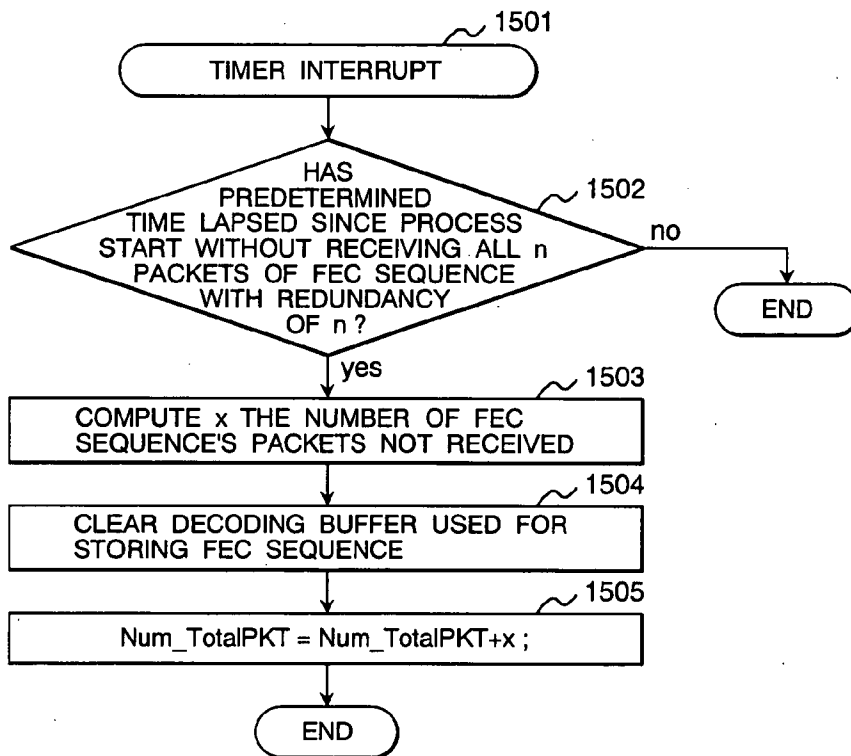 1501
TIMER INTERRUPT
HAS
PREDETERMINED
TIME LAPSED SINCE PROCESS
START WITHOUT RECEIVING ALL n
PACKETS OF FEC SEQUENCE
WITH REDUNDANCY
OF n ?
1502
no
END
yes
1503
COMPUTE x THE NUMBER OF FEC
SEQUENCE'S PACKETS NOT RECEIVED
1504
CLEAR DECODING BUFFER USED FOR
STORING FEC SEQUENCE
1505
Num_TotalPKT = Num_TotalPKT+x ;
END